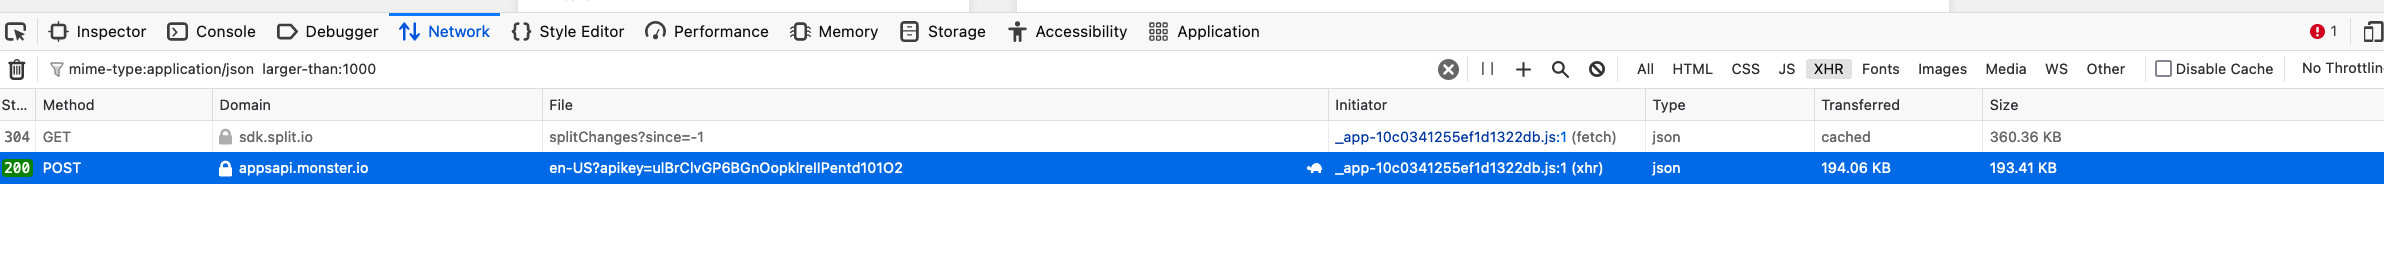 Inspector Console Debugger Network Style Editor Performance Memory Storage Accessibility Application 1
mime-type:application/json larger-than:1000 All HTML CSS JS XHR Fonts Images Media WS Other Disable Cache No Throttlin
St... Method Domain File Initiator Type Transferred Size
304 GET sdk.split.io splitChanges?since=-1 _app-10c0341255ef1d1322db.js:1 (fetch) json cached 360.36 KB
200 POST appsapi.monster.io en-US?apikey=ulBrClvGP6BGnOopklreIIPentd101O2 _app-10c0341255ef1d1322db.js:1 (xhr) json 194.06 KB 193.41 KB